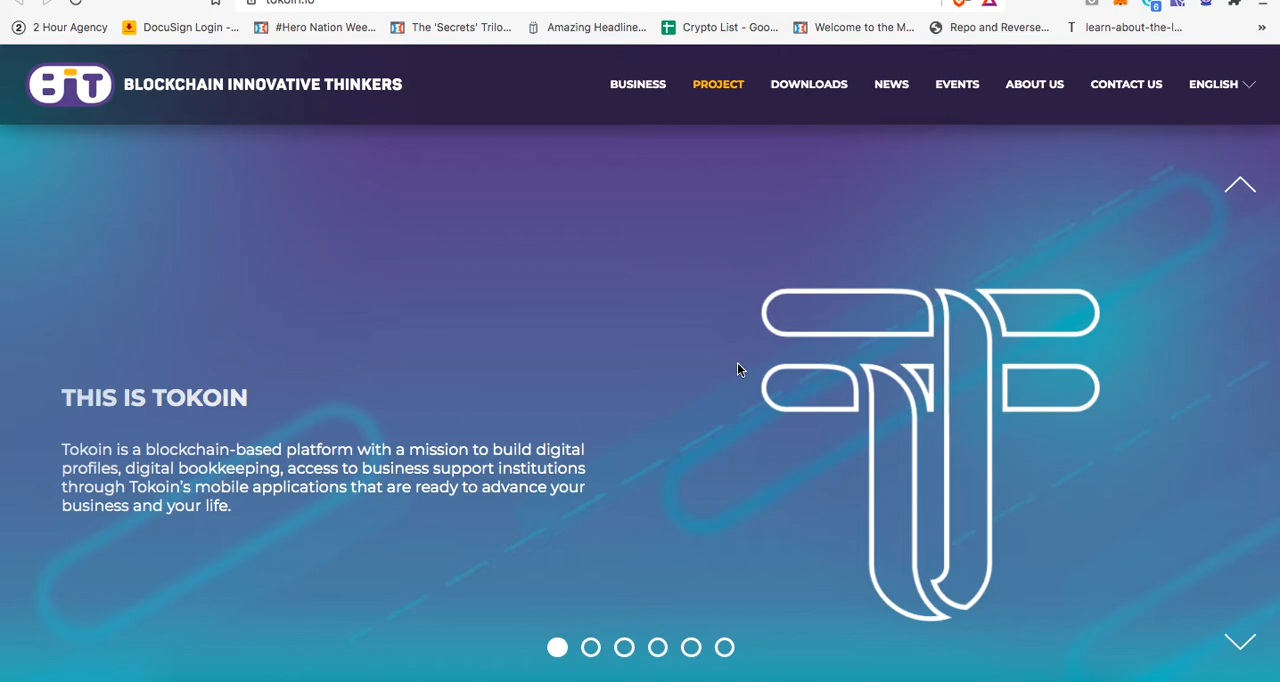 tokoin.io
2 Hour Agency
DocuSign Login -...
#Hero Nation Wee...
The 'Secrets' Trilo...
Amazing Headline...
Crypto List - Goo...
Welcome to the M...
Repo and Reverse...
learn-about-the-l...
»
BiT BLOCKCHAIN INNOVATIVE THINKERS
BUSINESS
PROJECT
DOWNLOADS
NEWS
EVENTS
ABOUT US
CONTACT US
ENGLISH
THIS IS TOKOIN
Tokoin is a blockchain-based platform with a mission to build digital
profiles, digital bookkeeping, access to business support institutions
through Tokoin’s mobile applications that are ready to advance your
business and your life.